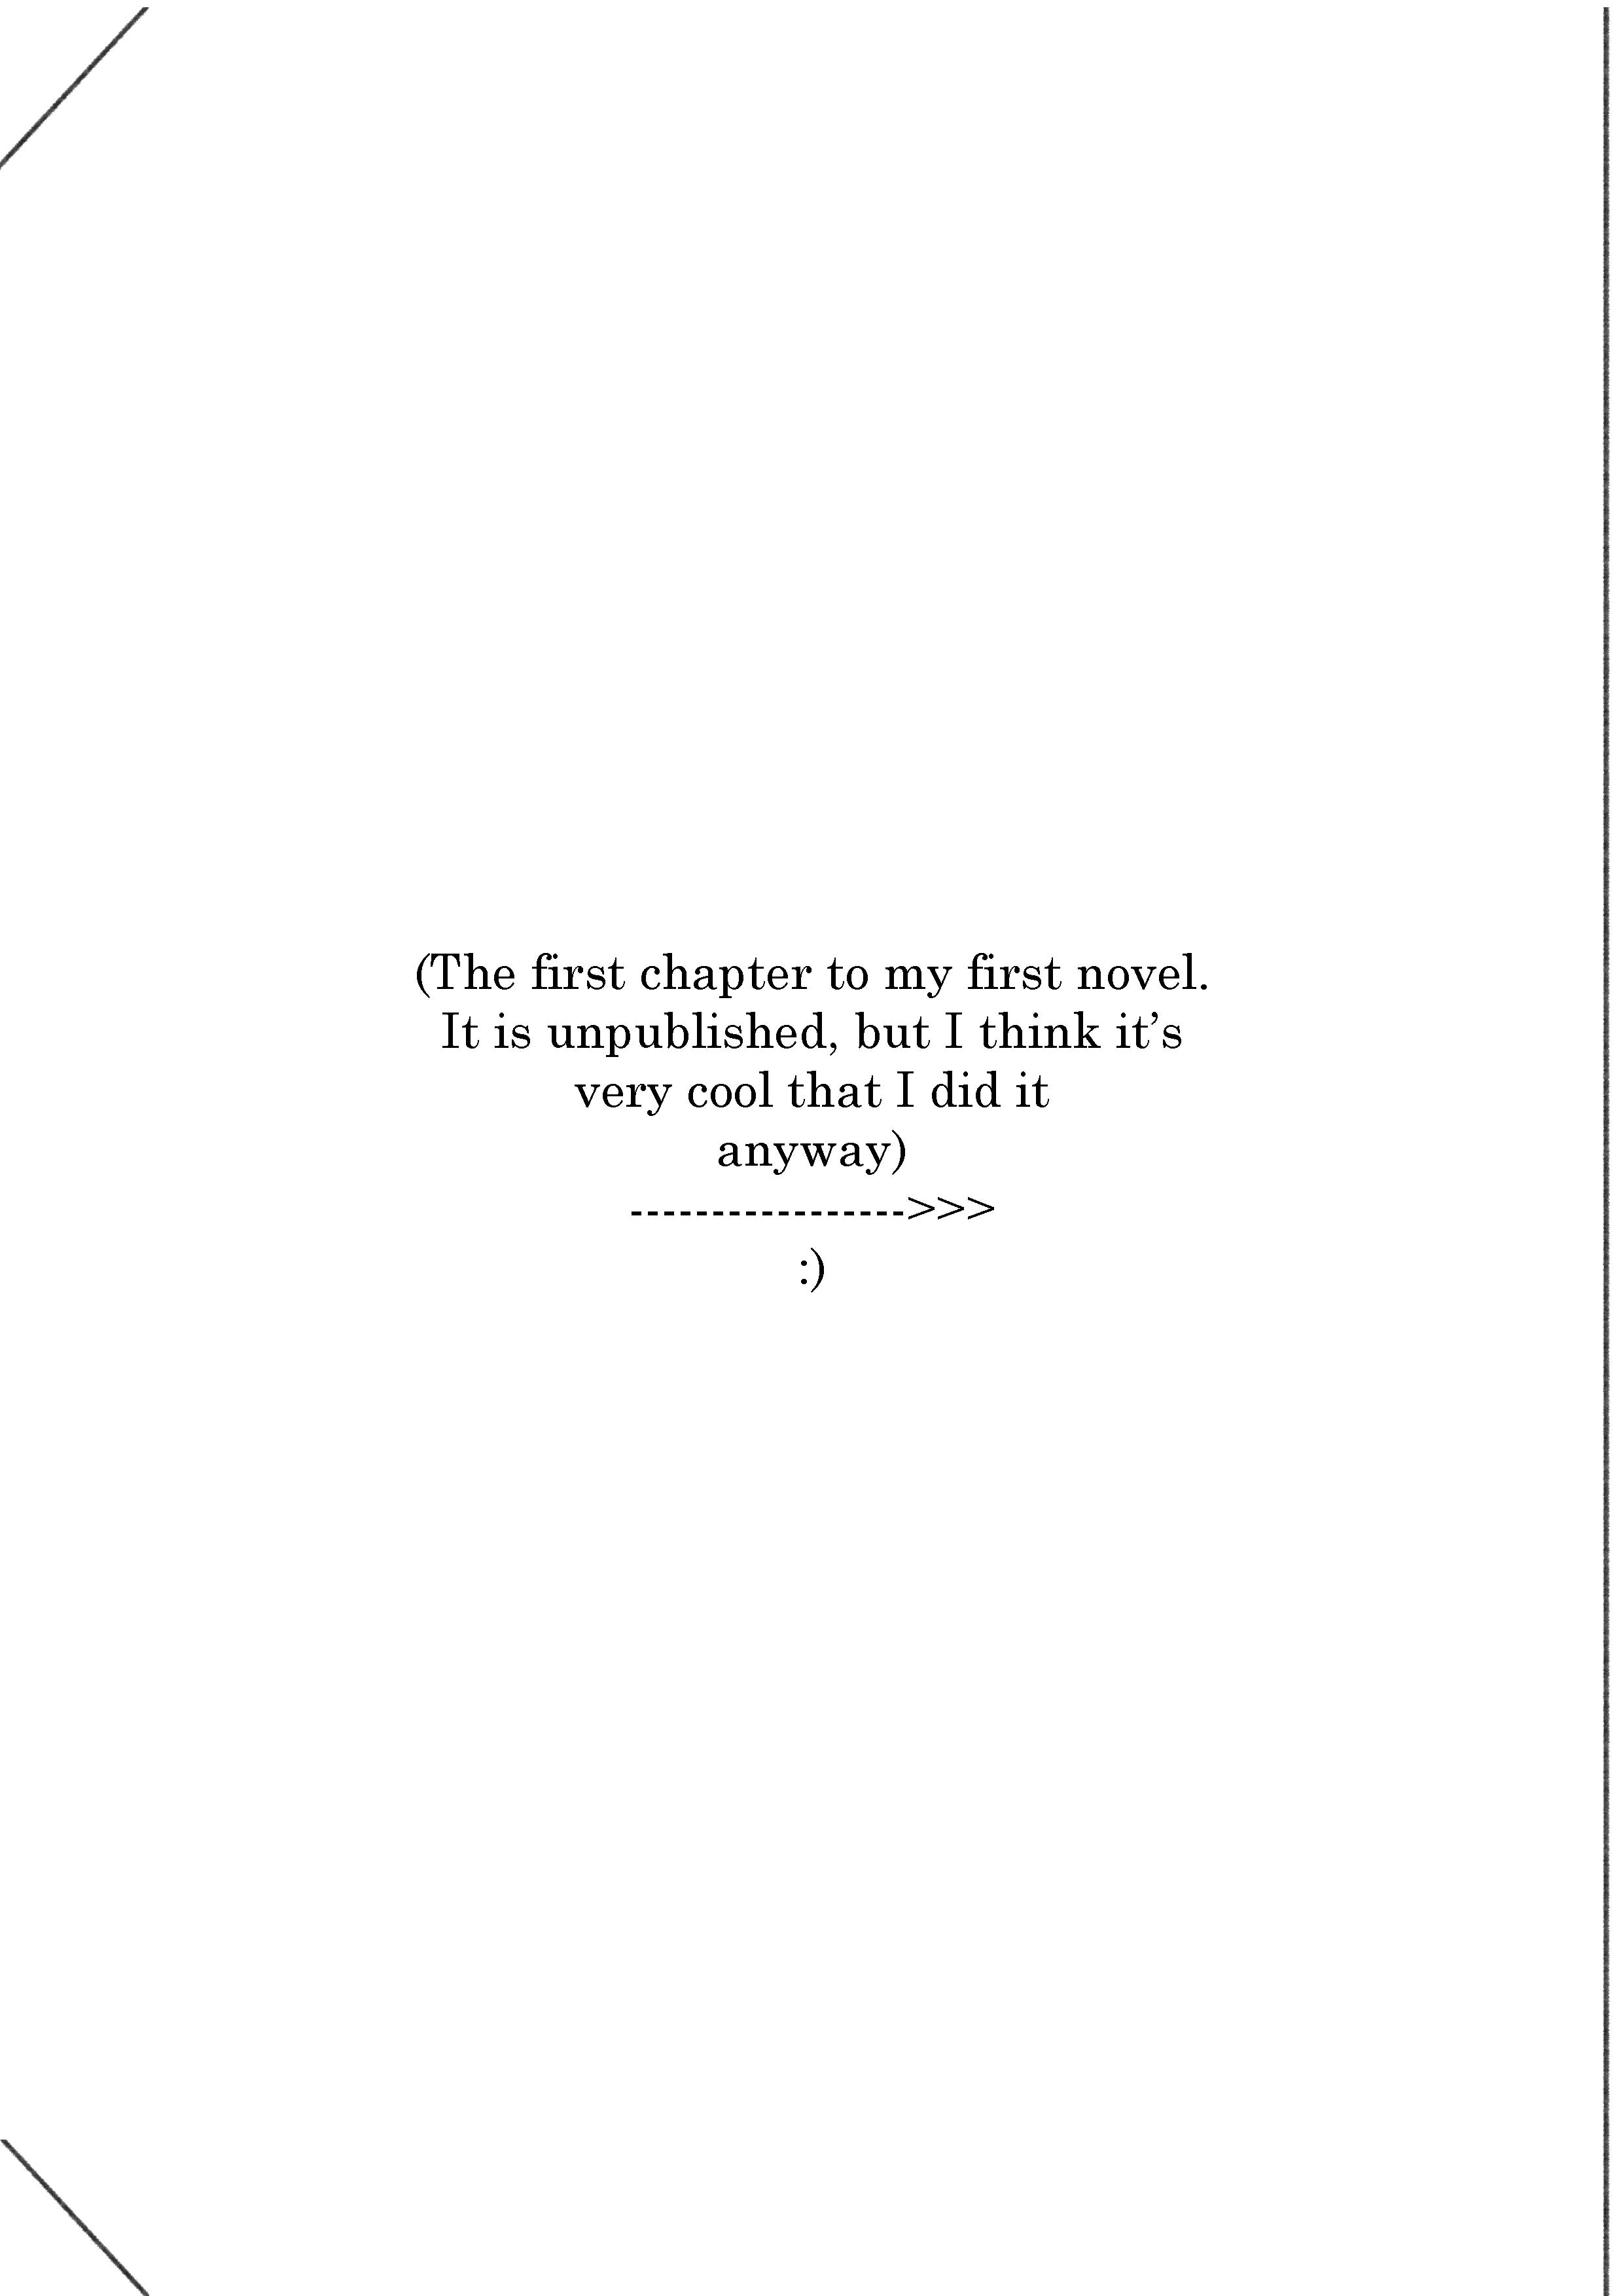 (The first chapter to my first novel.
It is unpublished, but I think it’s
very cool that I did it
anyway)
----------------->>>
:)